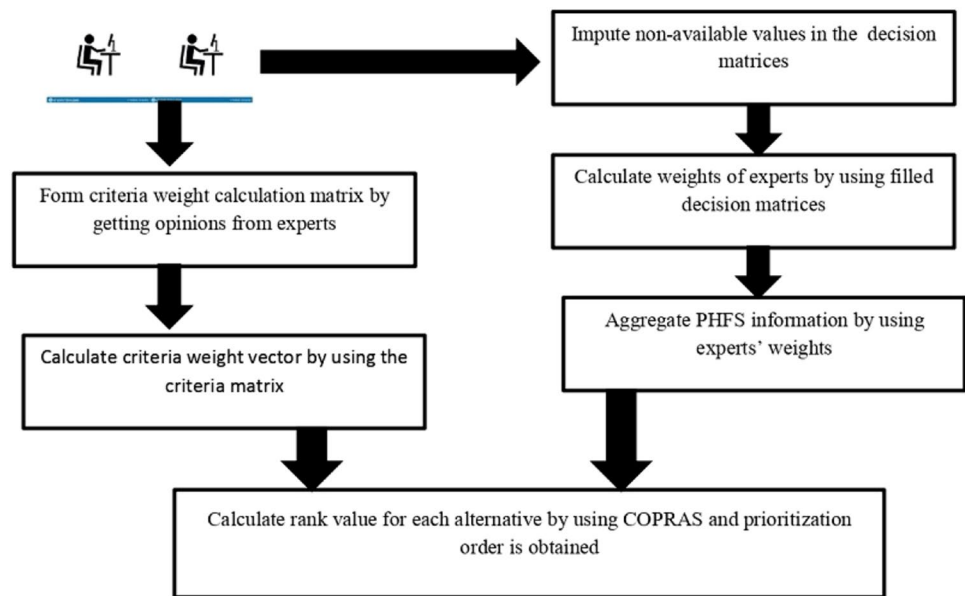 Impute non-available values in the decision
matrices
Form criteria weight calculation matrix by
getting opinions from experts
Calculate weights of experts by using filled
decision matrices
Calculate criteria weight vector by using the
criteria matrix
Aggregate PHFS information by using
experts’ weights
Calculate rank value for each alternative by using COPRAS and prioritization
order is obtained